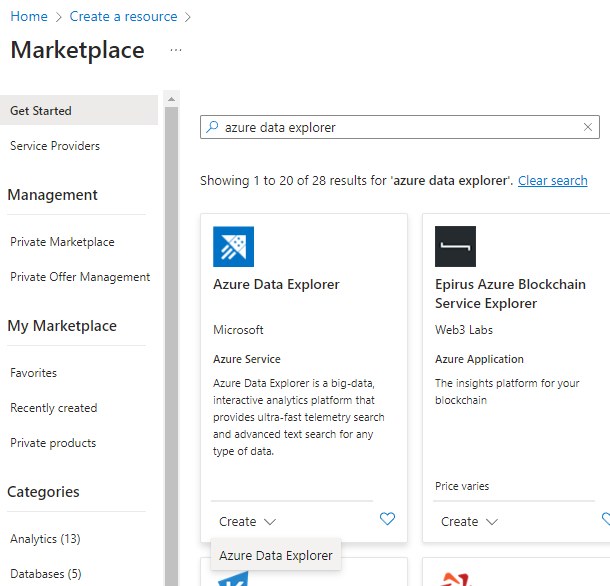 Home > Create a resource >
Marketplace ...
Get Started
Service Providers
Management
Private Marketplace
Private Offer Management
My Marketplace
Favorites
Recently created
Private products
Categories
Analytics (13)
Databases (5)
azure data explorer
Showing 1 to 20 of 28 results for 'azure data explorer'. Clear search
Azure Data Explorer
Microsoft
Azure Service
Azure Data Explorer is a big-data,
interactive analytics platform that
provides ultra-fast telemetry search
and advanced text search for any
type of data.
Create
Azure Data Explorer
Epirus Azure Blockchain
Service Explorer
Web3 Labs
Azure Application
The insights platform for your
blockchain
Price varies
Create